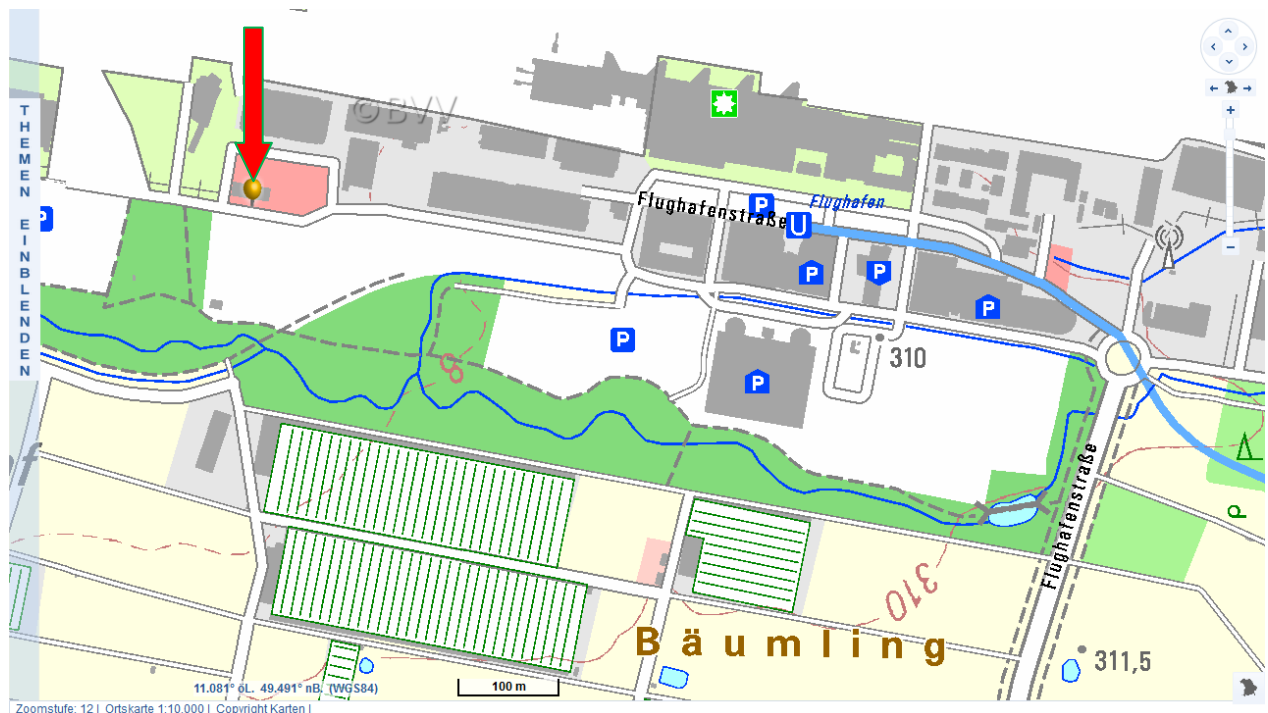 THEMEN EINBLENDEN
©BVV
Flughafen
Flughafenstraße
P
U
P
P
P
P
P
P
310
8
Flughafenstraße
310
P
Bäumling
311,5
11.081° öL. 49.491° nB. (WGS84)
100 m
Zoomstufe: 12 | Ortskarte 1:10.000 | Copyright Karten |